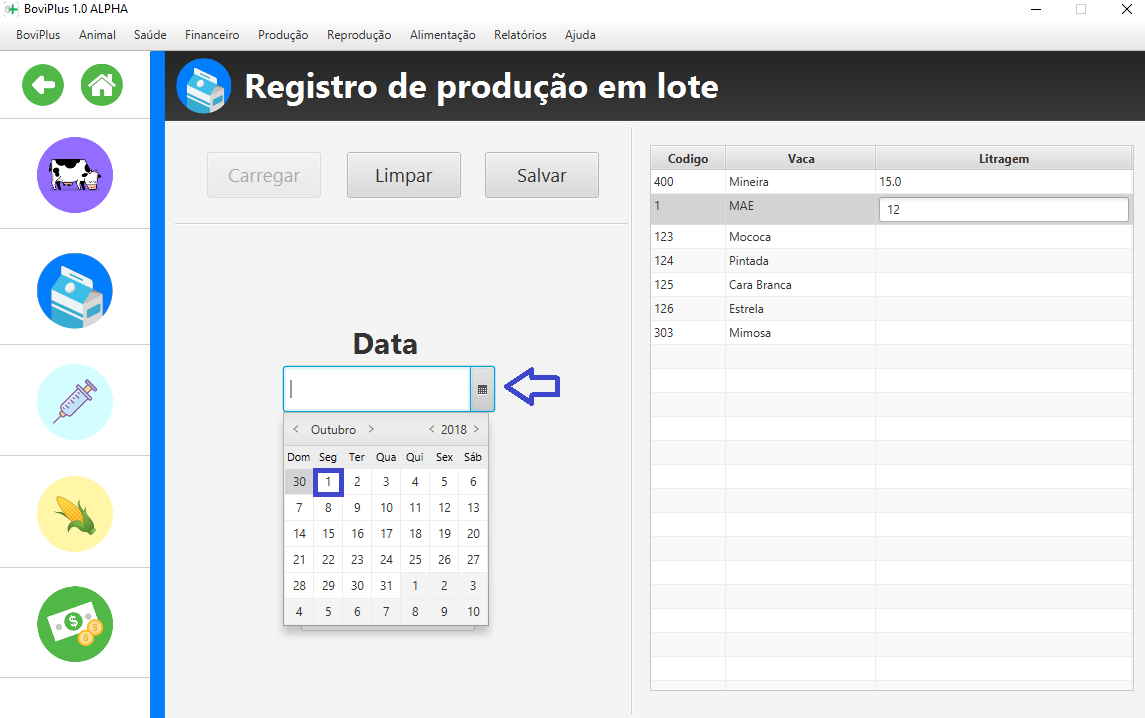 BoviPlus 1.0 ALPHA
BoviPlus Animal Saúde Financeiro Produção Reprodução Alimentação Relatórios Ajuda
Registro de produção em lote
Carregar Limpar Salvar
Data
< Outubro > < 2018 >
Dom Seg Ter Qua Qui Sex Sáb
30 1 2 3 4 5 6
7 8 9 10 11 12 13
14 15 16 17 18 19 20
21 22 23 24 25 26 27
28 29 30 31 1 2 3
4 5 6 7 8 9 10
Codigo Vaca Litragem
400 Mineira 15.0
1 MAE 12
123 Mococa
124 Pintada
125 Cara Branca
126 Estrela
303 Mimosa